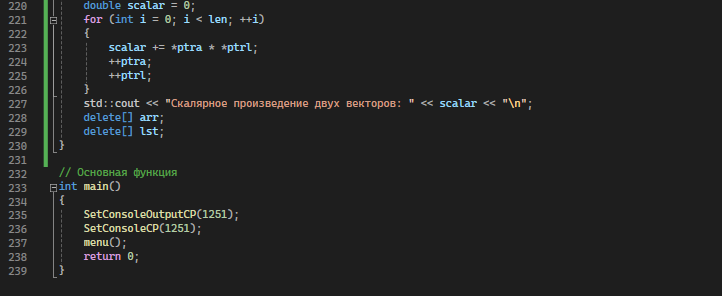 220 double scalar = 0;
221 for (int i = 0; i < len; ++i)
222 {
223 scalar += *ptra * *ptrl;
224 ++ptra;
225 ++ptrl;
226 }
227 std::cout << "Скалярное произведение двух векторов: " << scalar << "\n";
228 delete[] arr;
229 delete[] lst;
230 }
231
232 // Основная функция
233 int main()
234 {
235 SetConsoleOutputCP(1251);
236 SetConsoleCP(1251);
237 menu();
238 return 0;
239 }